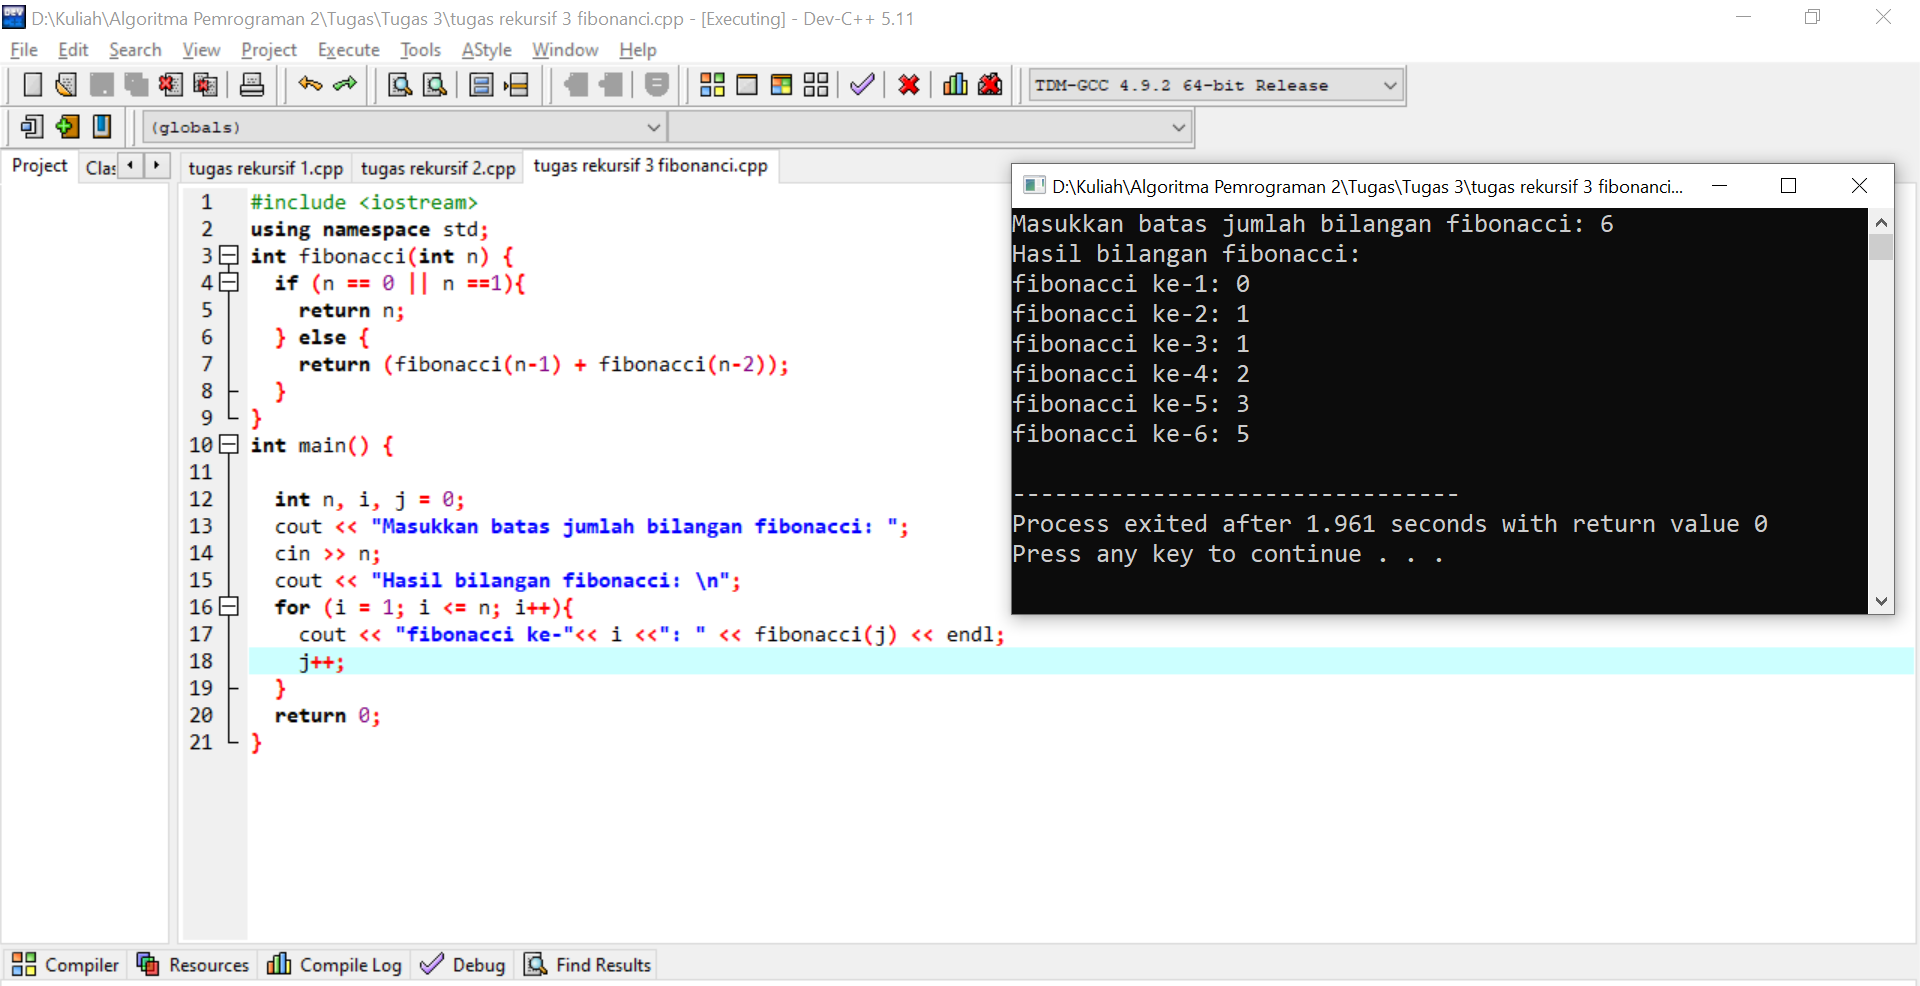 D:\Kuliah\Algoritma Pemrograman 2\Tugas\Tugas 3\tugas rekursif 3 fibonanci.cpp - [Executing] - Dev-C++ 5.11
File Edit Search View Project Execute Tools AStyle Window Help
TDM-GCC 4.9.2 64-bit Release
(globals)
Project Clas tugas rekursif 1.cpp tugas rekursif 2.cpp tugas rekursif 3 fibonanci.cpp
1 #include <iostream>
2 using namespace std;
3 int fibonacci(int n) {
4 if (n == 0 || n ==1){
5 return n;
6 } else {
7 return (fibonacci(n-1) + fibonacci(n-2));
8 }
9 }
10 int main() {
11
12 int n, i, j = 0;
13 cout << "Masukkan batas jumlah bilangan fibonacci: ";
14 cin >> n;
15 cout << "Hasil bilangan fibonacci: \n";
16 for (i = 1; i <= n; i++){
17 cout << "fibonacci ke-"<< i <<": " << fibonacci(j) << endl;
18 j++;
19 }
20 return 0;
21 }
D:\Kuliah\Algoritma Pemrograman 2\Tugas\Tugas 3\tugas rekursif 3 fibonanci...
Masukkan batas jumlah bilangan fibonacci: 6
Hasil bilangan fibonacci:
fibonacci ke-1: 0
fibonacci ke-2: 1
fibonacci ke-3: 1
fibonacci ke-4: 2
fibonacci ke-5: 3
fibonacci ke-6: 5
--------------------------------
Process exited after 1.961 seconds with return value 0
Press any key to continue . . .
Compiler Resources Compile Log Debug Find Results